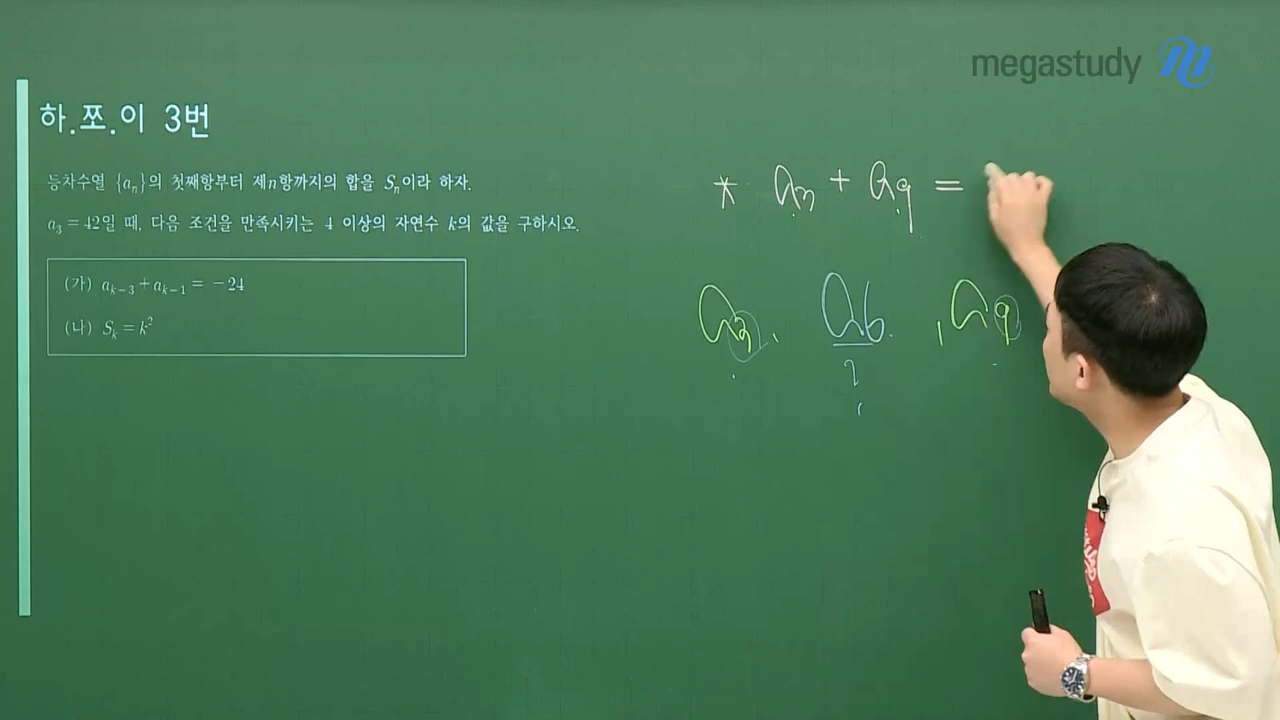 megastudy
하.쪼.이 3번
등차수열 {aₙ}의 첫째항부터 제n항까지의 합을 Sₙ이라 하자.
a₃ = 42일 때, 다음 조건을 만족시키는 4 이상의 자연수 k의 값을 구하시오.
(가) aₖ₋₃ + aₖ₋₁ = −24
(나) Sₖ = k²
* a₃ + a₉ =
a₃, a₆, a₉
2